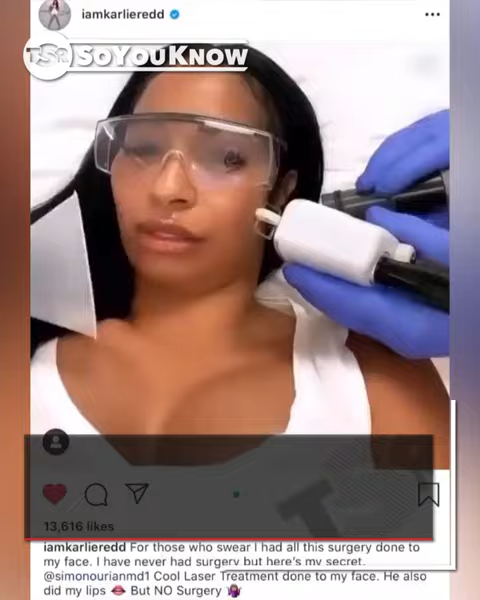 iamkarlieredd
TSR SOYOUKNOW
TS
13,616 likes
iamkarlieredd For those who swear I had all this surgery done to
my face. I have never had surgery but here's my secret.
@simonourianmd1 Cool Laser Treatment done to my face. He also
did my lips 👄 But NO Surgery 🤷🏽‍♀️